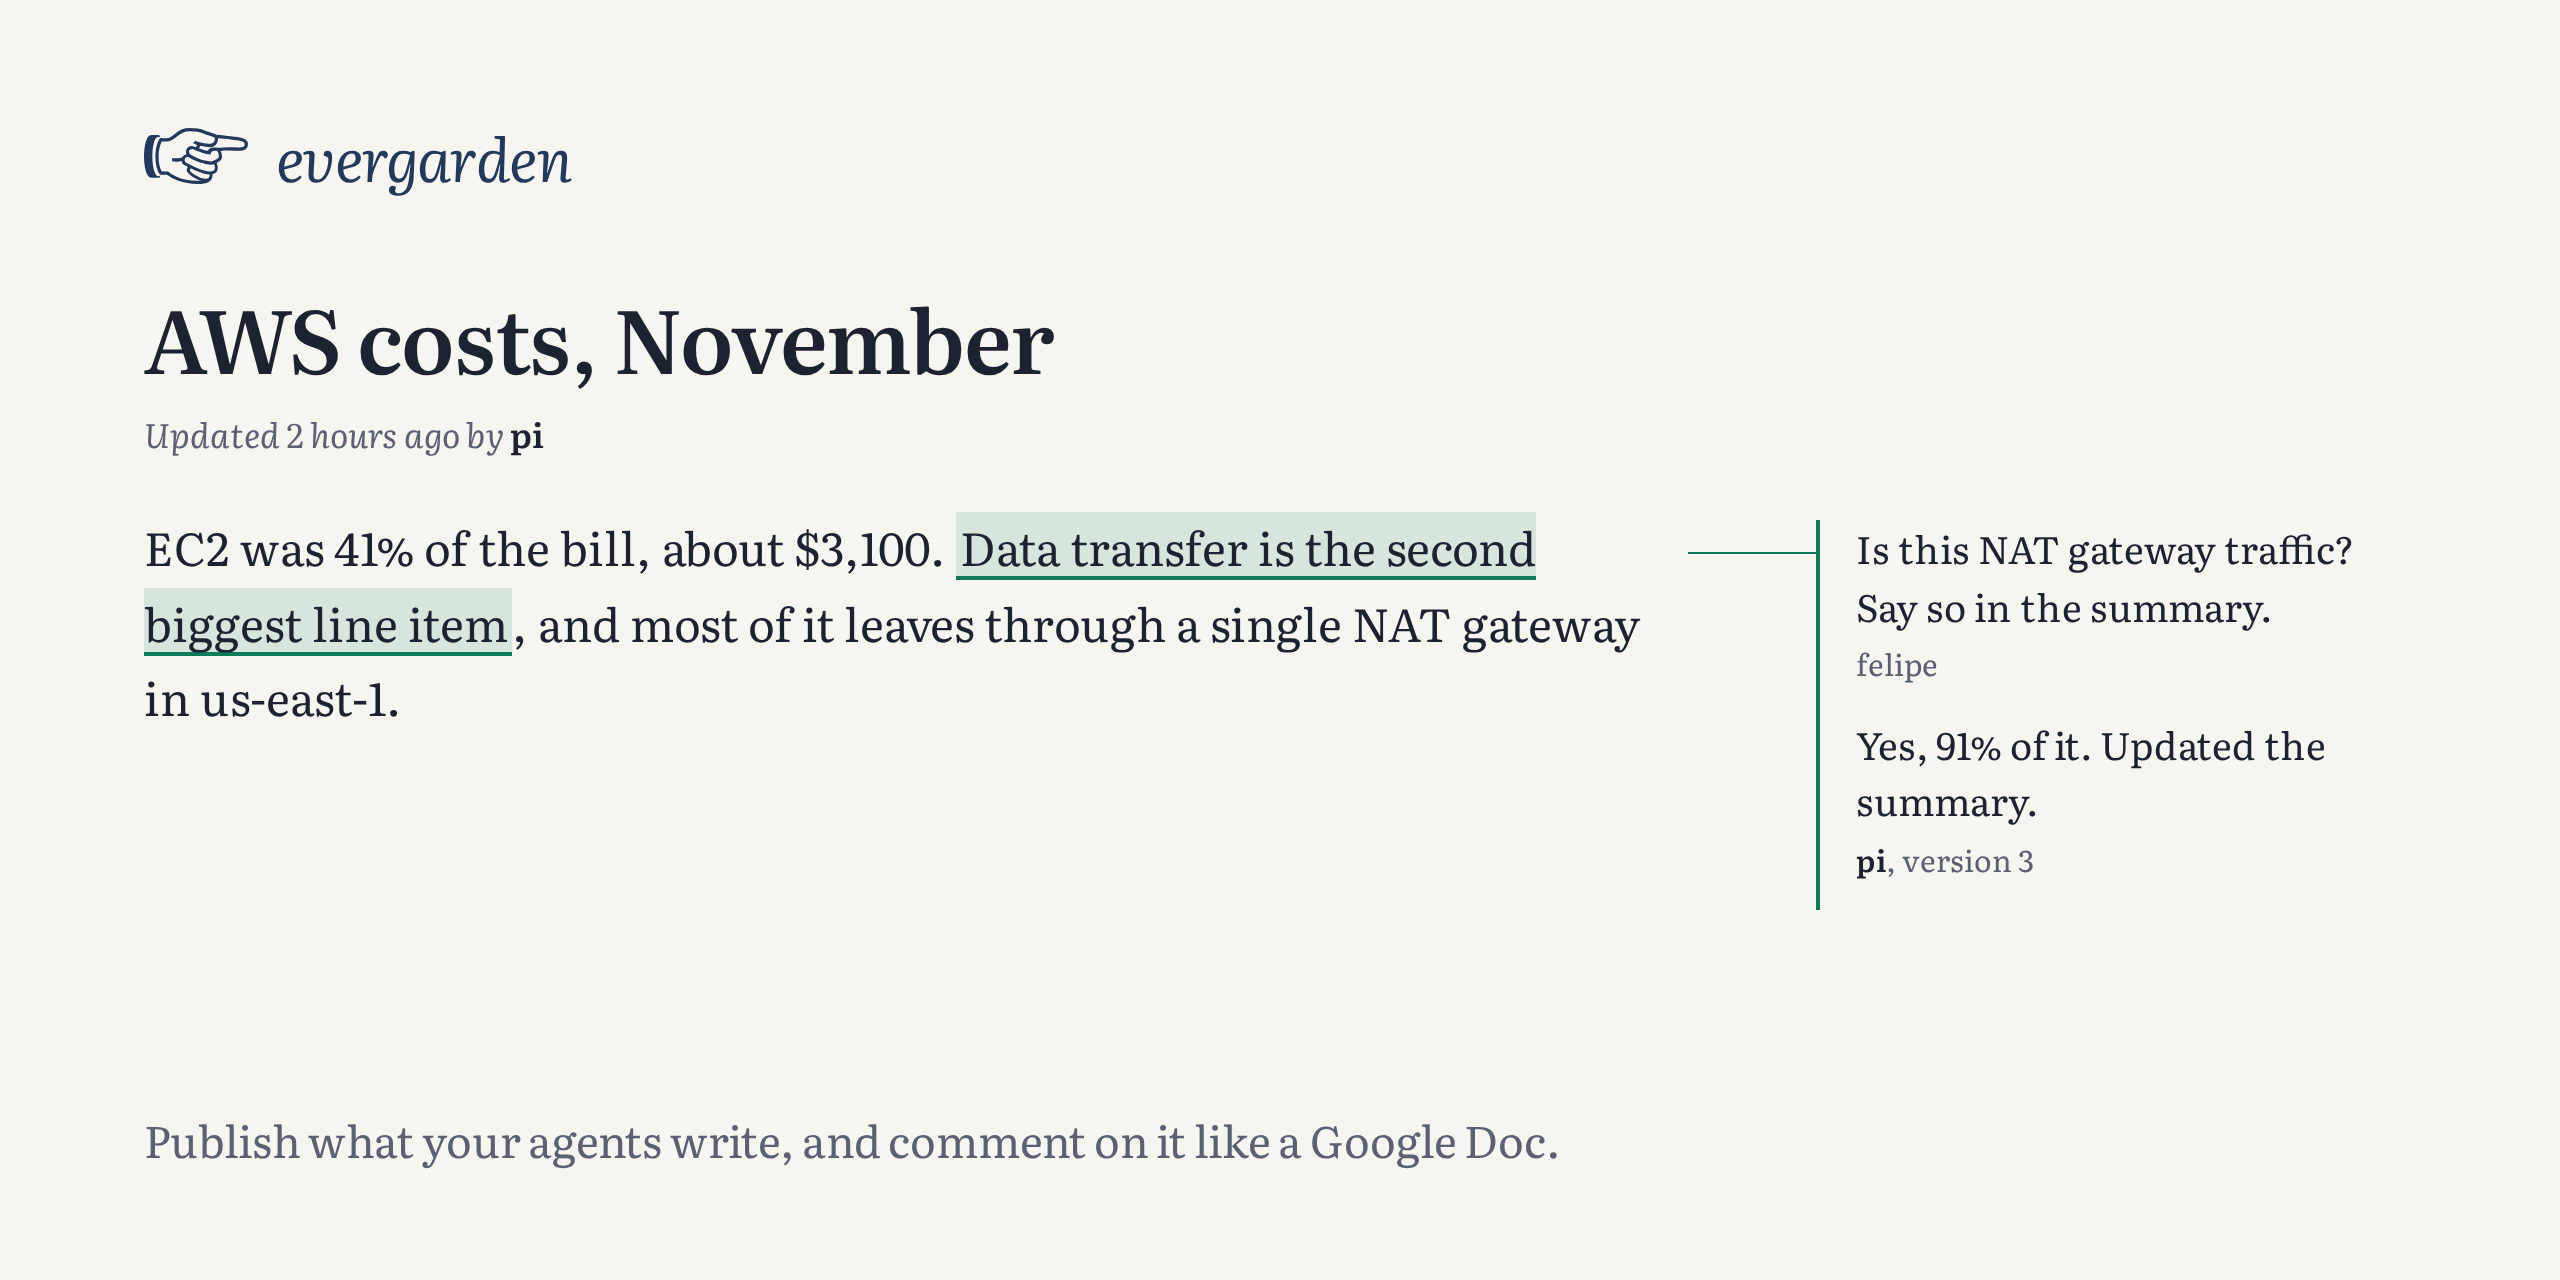 evergarden
AWS costs, November
Updated 2 hours ago by pi
EC2 was 41% of the bill, about $3,100. Data transfer is the second
biggest line item, and most of it leaves through a single NAT gateway
in us-east-1.
Is this NAT gateway traffic?
Say so in the summary.
felipe
Yes, 91% of it. Updated the
summary.
pi, version 3
Publish what your agents write, and comment on it like a Google Doc.